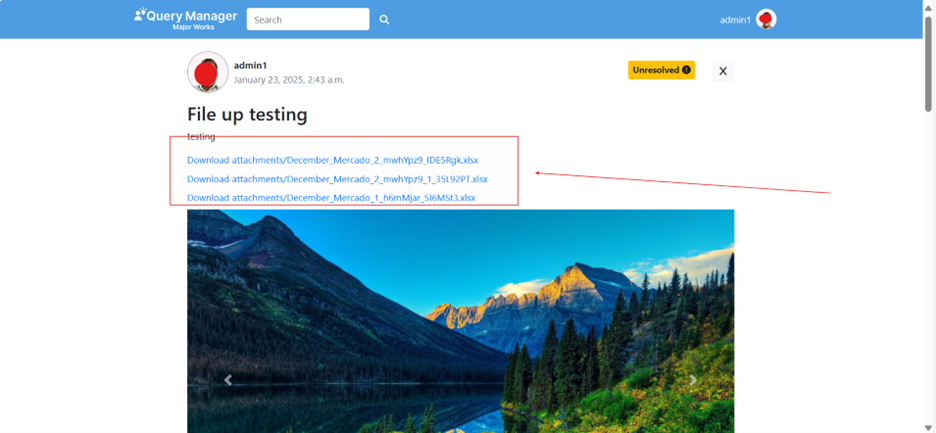 Query Manager
Major Works
Search
admin1
admin1
January 23, 2025, 2:43 a.m.
Unresolved
X
File up testing
testing
Download attachments/December_Mercado_2_mwhYpz9_IDE5Rgk.xlsx
Download attachments/December_Mercado_2_mwhYpz9_1_35L92PT.xlsx
Download attachments/December_Mercado_1_h6mMjar_SI6MSt3.xlsx